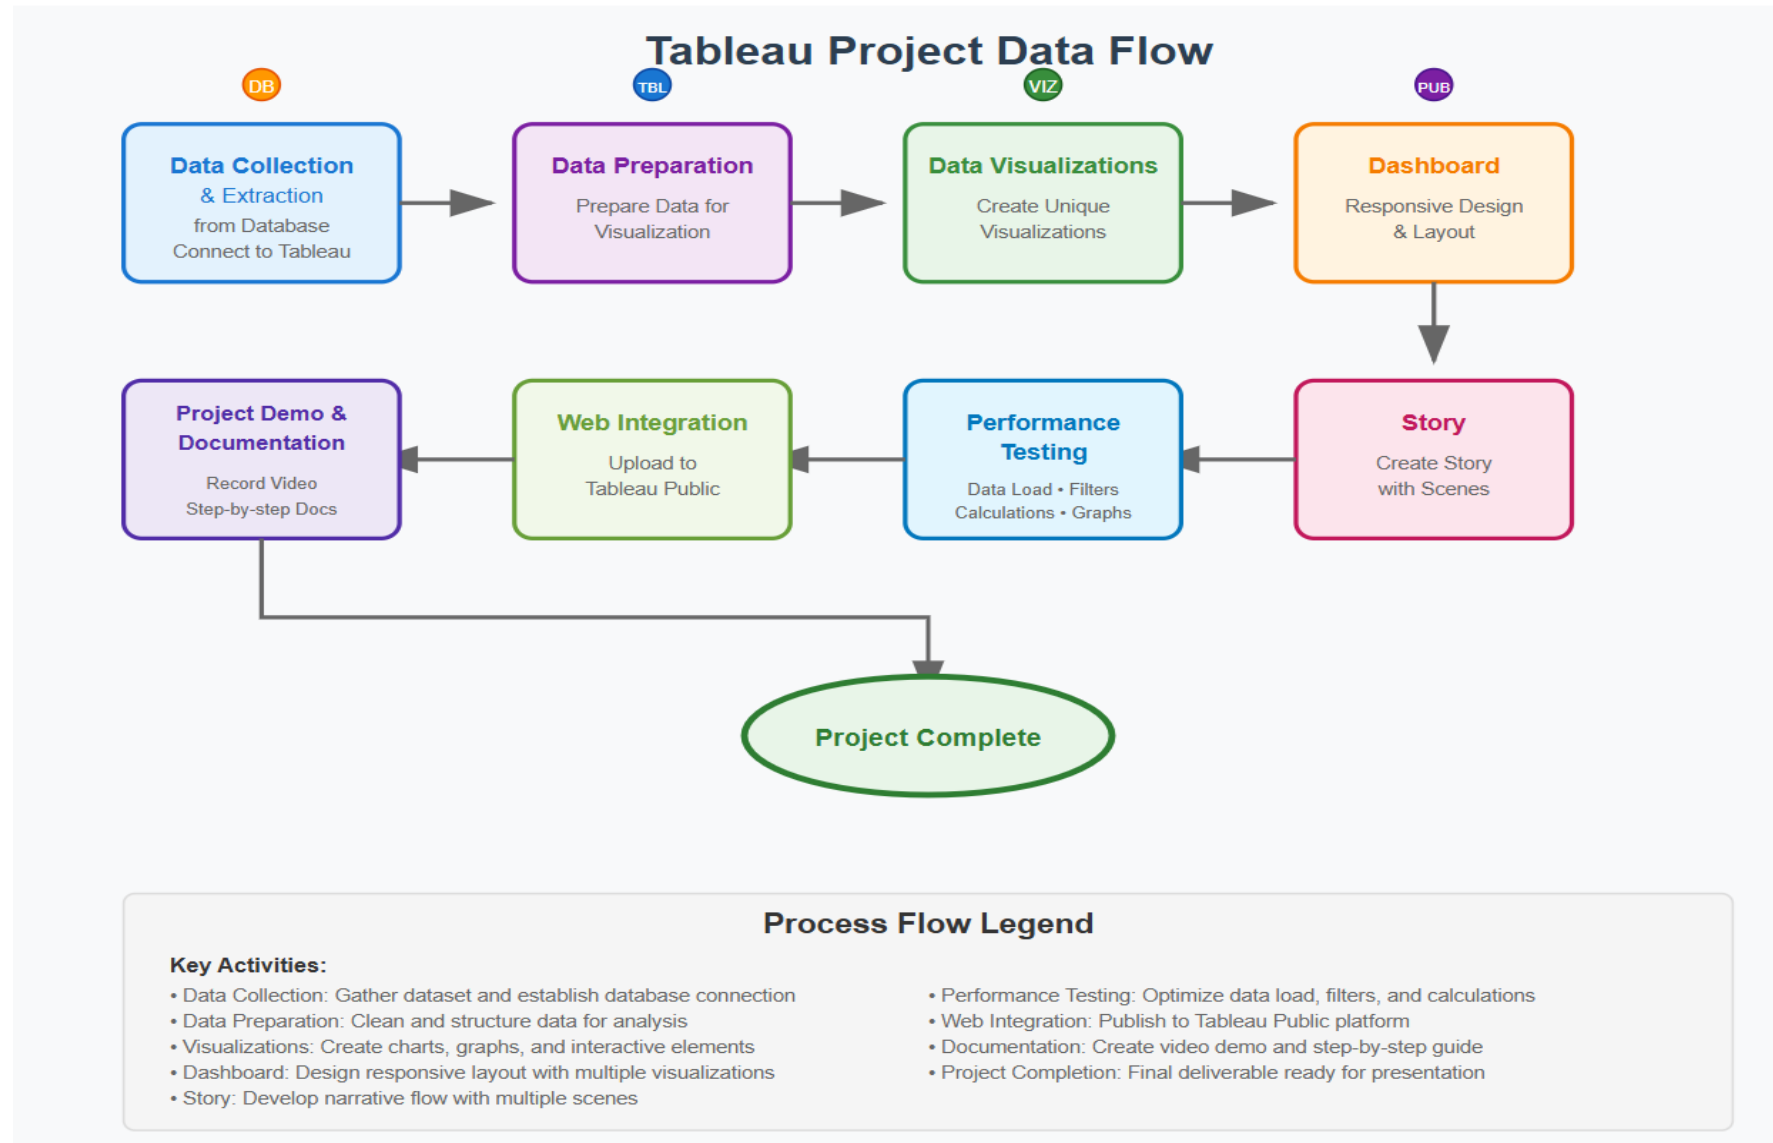 Tableau Project Data Flow
DB
TBL
VIZ
PUB
Data Collection
& Extraction
from Database
Connect to Tableau
Data Preparation
Prepare Data for
Visualization
Data Visualizations
Create Unique
Visualizations
Dashboard
Responsive Design
& Layout
Story
Create Story
with Scenes
Performance
Testing
Data Load • Filters
Calculations • Graphs
Web Integration
Upload to
Tableau Public
Project Demo &
Documentation
Record Video
Step-by-step Docs
Project Complete
Process Flow Legend
Key Activities:
• Data Collection: Gather dataset and establish database connection
• Data Preparation: Clean and structure data for analysis
• Visualizations: Create charts, graphs, and interactive elements
• Dashboard: Design responsive layout with multiple visualizations
• Story: Develop narrative flow with multiple scenes
• Performance Testing: Optimize data load, filters, and calculations
• Web Integration: Publish to Tableau Public platform
• Documentation: Create video demo and step-by-step guide
• Project Completion: Final deliverable ready for presentation